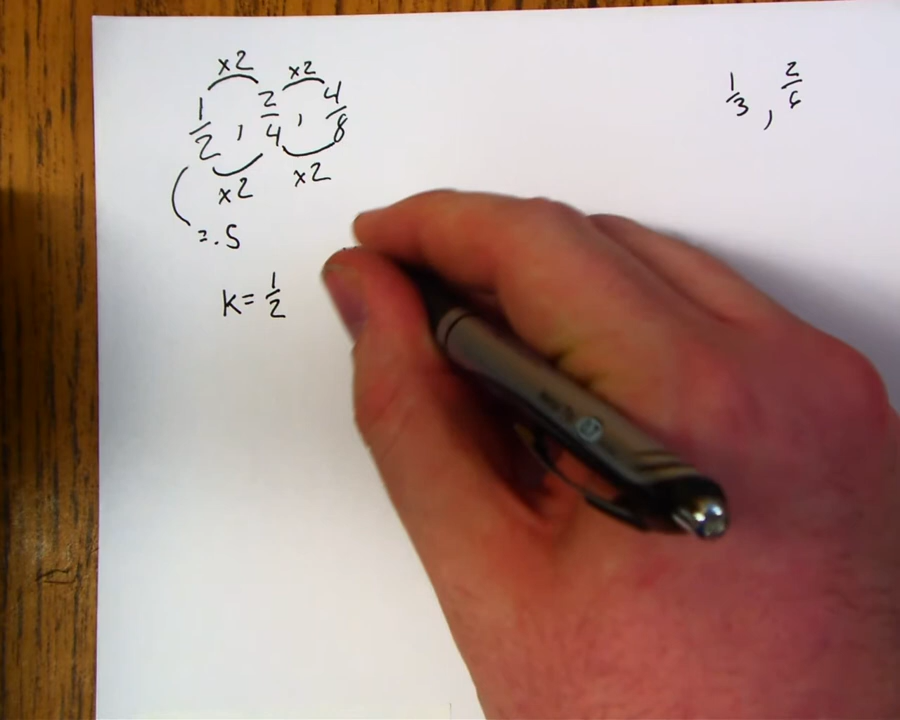 x2 x2
1/2 , 2/4 , 4/8
x2 x2
=.5
K = 1/2
1/3 , 2/6